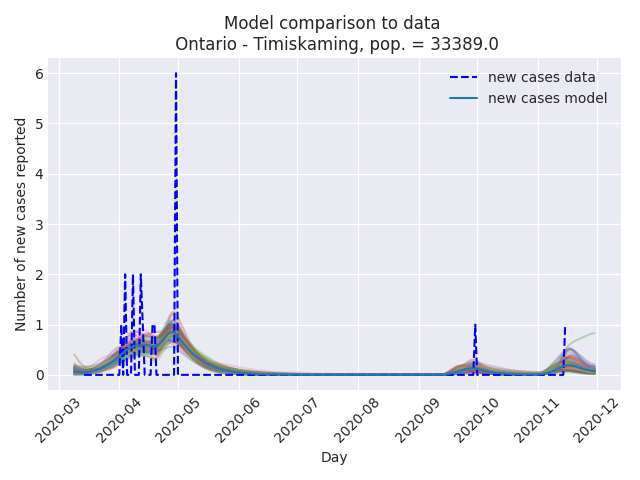 Model comparison to data
Ontario - Timiskaming, pop. = 33389.0
new cases data
new cases model
Number of new cases reported
6
5
4
3
2
1
0
2020-03
2020-04
2020-05
2020-06
2020-07
2020-08
2020-09
2020-10
2020-11
2020-12
Day